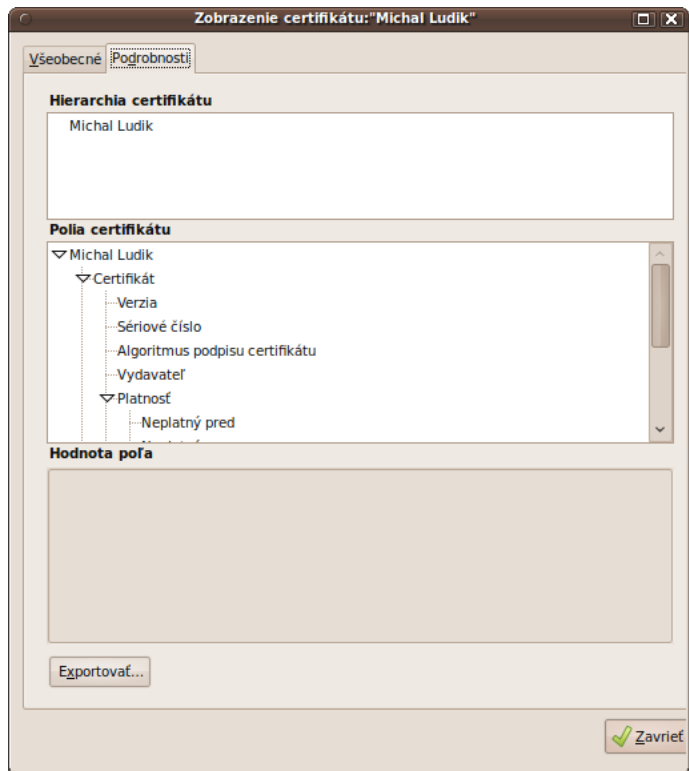 Zobrazenie certifikátu:"Michal Ludik"
Všeobecné Podrobnosti
Hierarchia certifikátu
Michal Ludik
Polia certifikátu
Michal Ludik
Certifikát
Verzia
Sériové číslo
Algoritmus podpisu certifikátu
Vydavateľ
Platnosť
Neplatný pred
Hodnota poľa
Exportovať...
Zavrieť